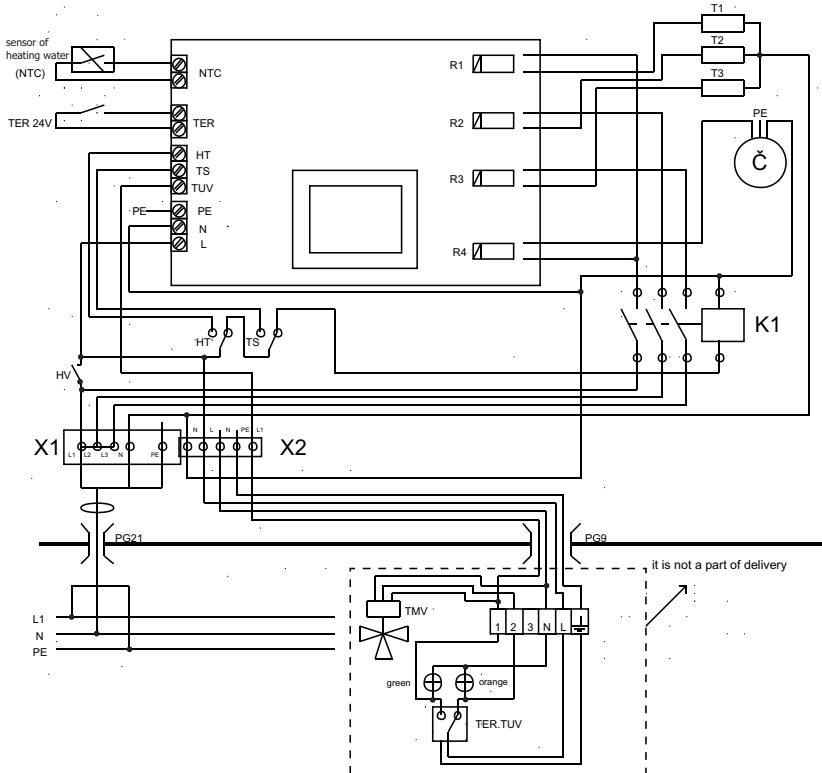 T1
sensor of
heating water
(NTC)
NTC
R1
T2
T3
TER 24V
TER
R2
PE
Č
HT
TS
TUV
R3
PE
PE
N
L
R4
HT
TS
K1
HV
X1
L1
L2
L3
N
PE
N
L
N
PE
L1
X2
PG21
PG9
it is not a part of delivery
L1
N
PE
TMV
1
2
3
N
L
green
orange
TER.TUV